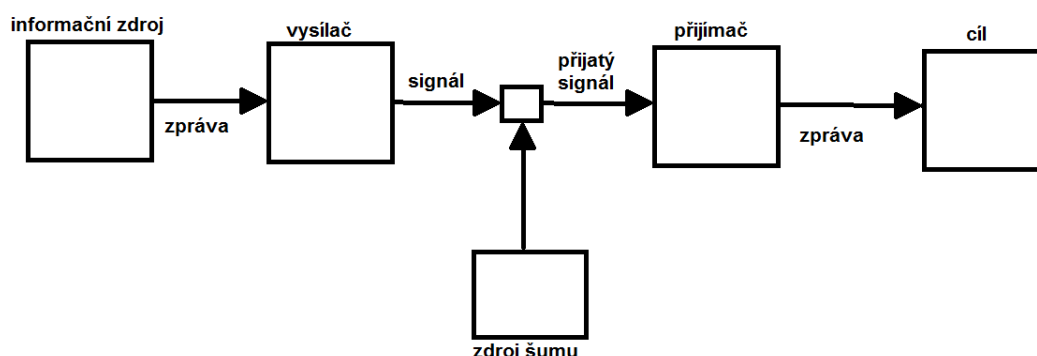 informační zdroj
vysílač
přijímač
cíl
signál
přijatý
signál
zpráva
zpráva
zdroj šumu